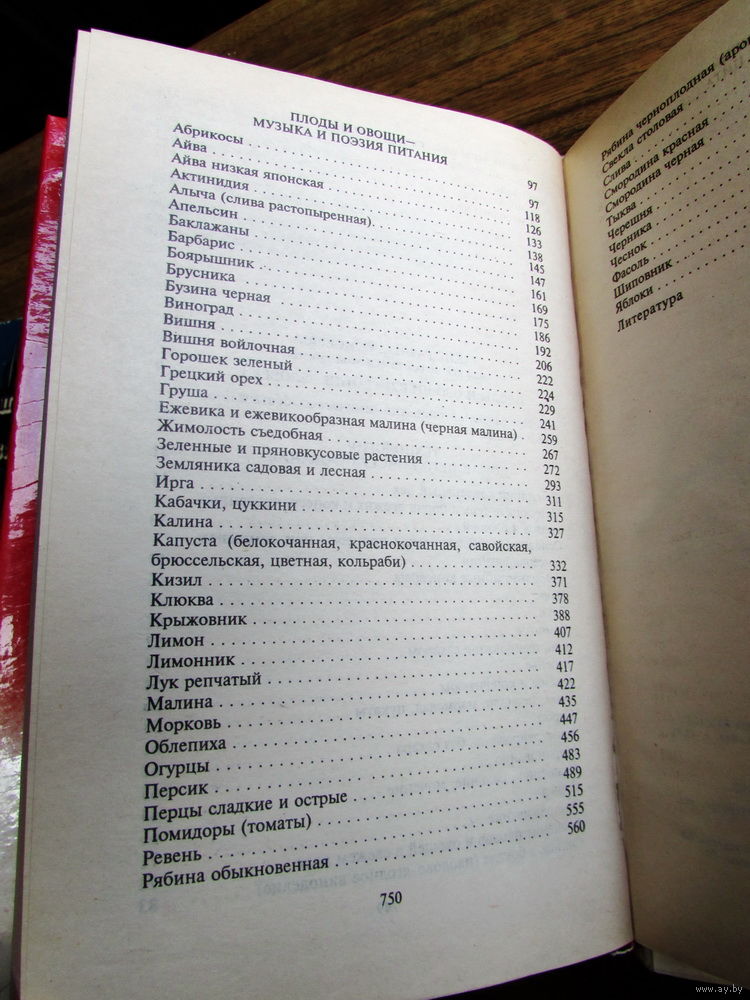 ПЛОДЫ И ОВОЩИ—
МУЗЫКА И ПОЭЗИЯ ПИТАНИЯ 97
Абрикосы 97
Айва 118
Айва низкая японская 126
Актинидия 133
Алыча (слива растопыренная). 138
Апельсин 145
Баклажаны 147
Барбарис 161
Боярышник 169
Брусника 175
Бузина черная 186
Виноград 192
Вишня 206
Вишня войлочная 222
Горошек зеленый 224
Грецкий орех 229
Груша 241
Ежевика и ежевикообразная малина (черная малина) . 259
Жимолость съедобная 267
Зеленные и пряновкусовые растения 272
Земляника садовая и лесная 293
Ирга 311
Кабачки, цуккини 315
Калина 327
Капуста (белокочанная, краснокочанная, савойская,
брюссельская, цветная, кольраби) 332
Кизил 371
Клюква 378
Крыжовник 388
Лимон 407
Лимонник 412
Лук репчатый 417
Малина 422
Морковь 435
Облепиха 447
Огурцы 456
Персик 483
Перцы сладкие и острые 489
Помидоры (томаты) 515
Ревень 555
Рябина обыкновенная 560
750
Рябина черноплодная
Свекла столовая
Слива
Смородина красная
Смородина черная
Тыква
Черешня
Черника
Чеснок
Фасоль
Шиповник
Яблоки
Литература
www.ay.by